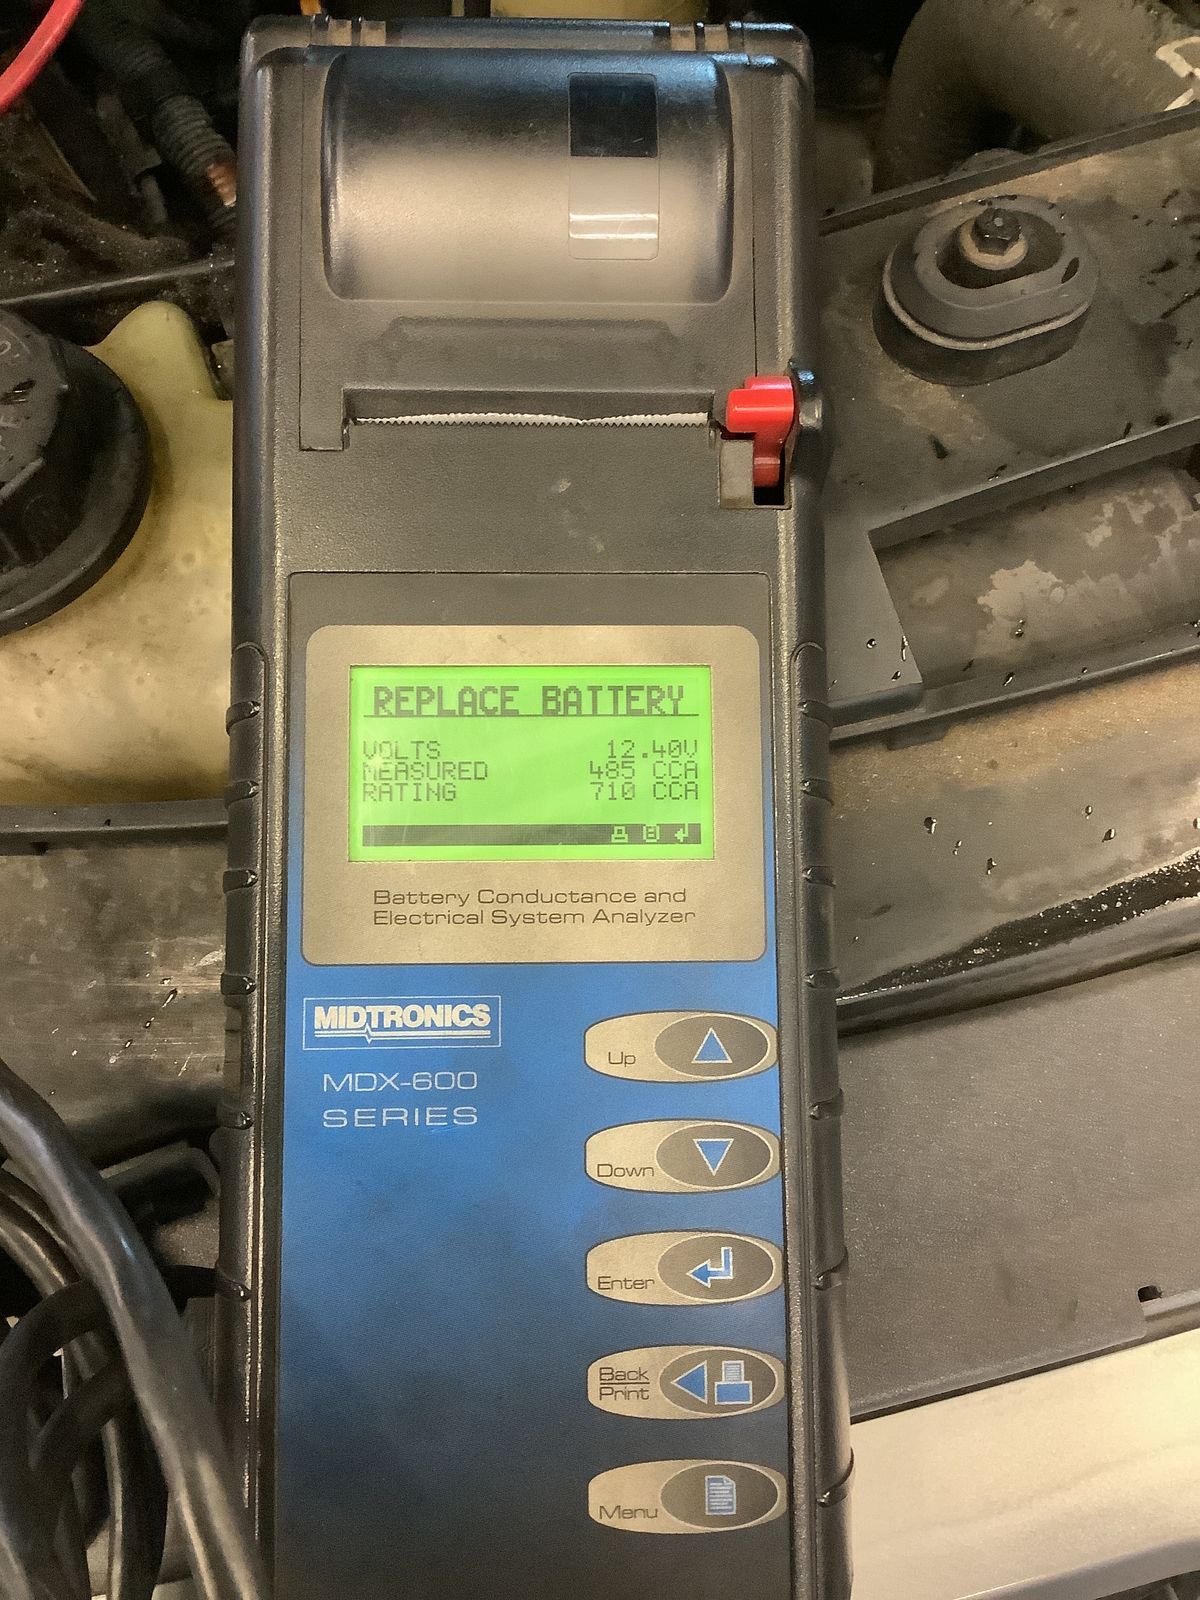 REPLACE BATTERY
VOLTS 12.40V
MEASURED 485 CCA
RATING 710 CCA
Battery Conductance and
Electrical System Analyzer
MIDTRONICS
MDX-600
SERIES
Up
Down
Enter
Back
Print
Menu